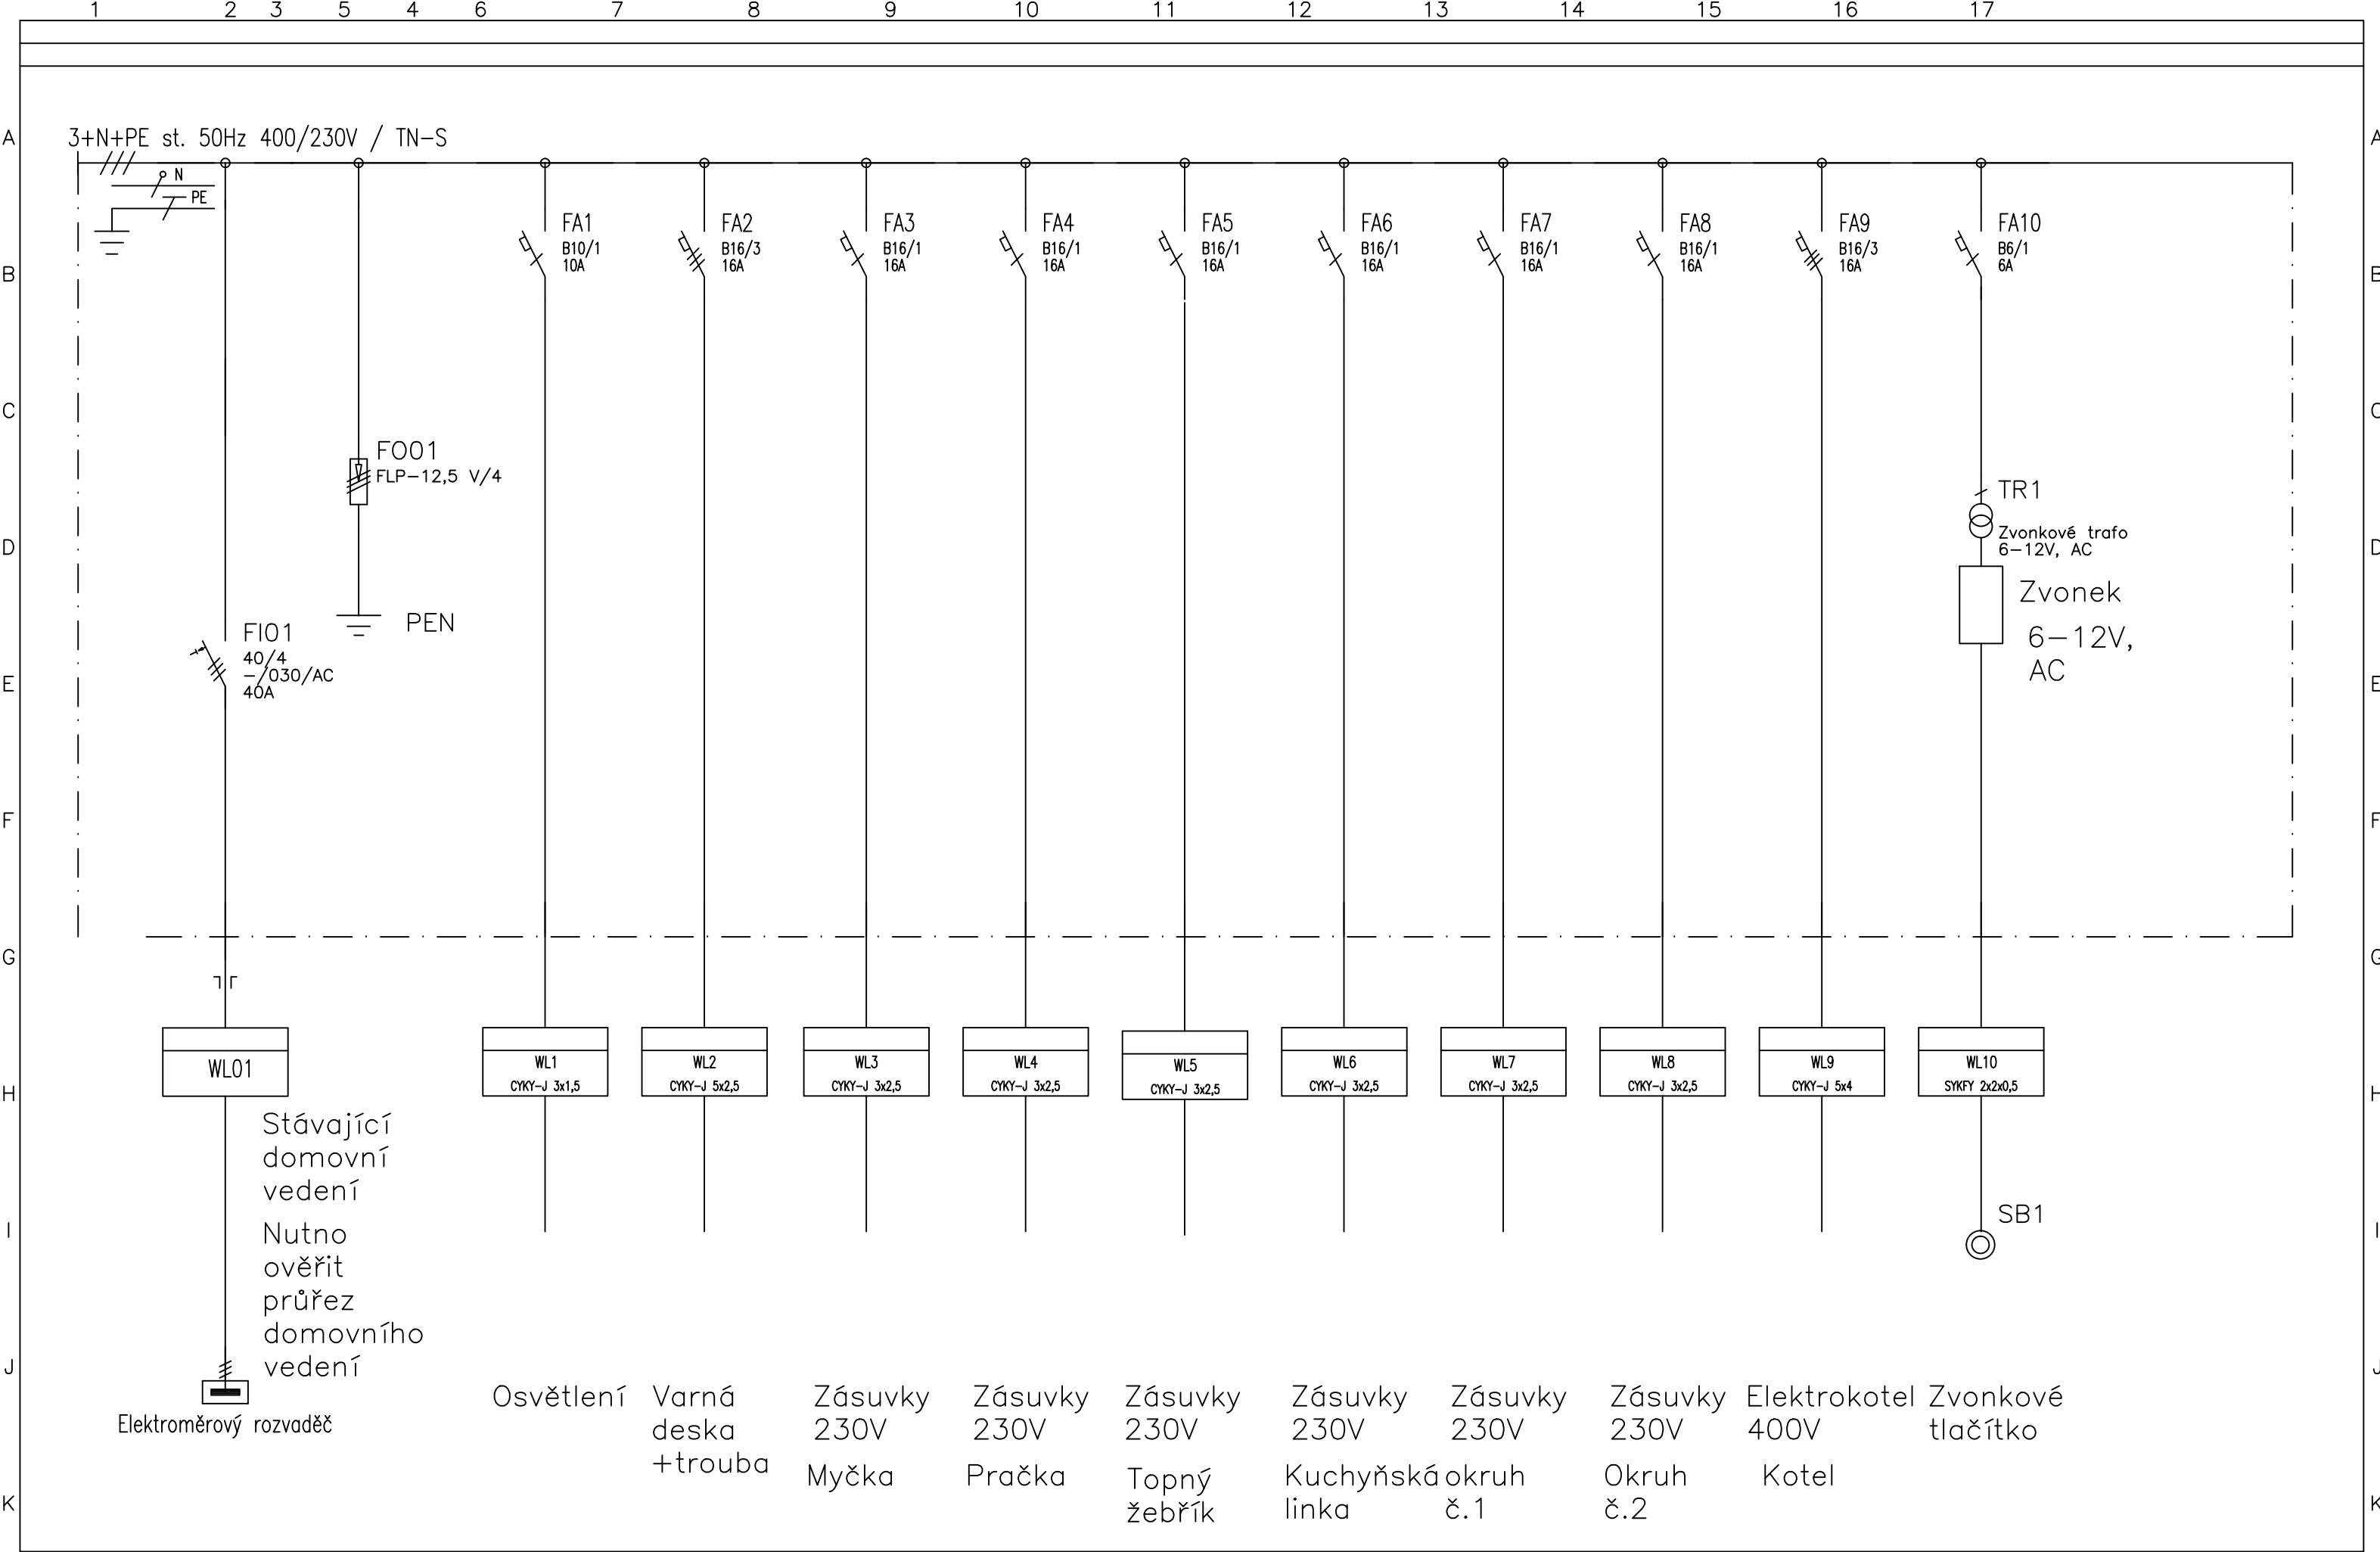 1 2 3 5 4 6 7 8 9 10 11 12 13 14 15 16 17
A A
3+N+PE st. 50Hz 400/230V / TN-S
N
PE
FA1
B10/1
10A
FA2
B16/3
16A
FA3
B16/1
16A
FA4
B16/1
16A
FA5
B16/1
16A
FA6
B16/1
16A
FA7
B16/1
16A
FA8
B16/1
16A
FA9
B16/3
16A
FA10
B6/1
6A
B B
C C
FO01
FLP-12,5 V/4
PEN
TR1
Zvonkové trafo
6-12V, AC
D D
Zvonek
6-12V,
AC
FI01
40/4
-/030/AC
40A
E E
F F
G G
WL01
WL1
CYKY-J 3x1,5
WL2
CYKY-J 5x2,5
WL3
CYKY-J 3x2,5
WL4
CYKY-J 3x2,5
WL5
CYKY-J 3x2,5
WL6
CYKY-J 3x2,5
WL7
CYKY-J 3x2,5
WL8
CYKY-J 3x2,5
WL9
CYKY-J 5x4
WL10
SYKFY 2x2x0,5
H H
Stávající
domovní
vedení
Nutno
ověřit
průřez
domovního
vedení
I I
SB1
J J
Elektroměrový rozvaděč
Osvětlení
Varná
deska
+trouba
Zásuvky
230V
Myčka
Zásuvky
230V
Pračka
Zásuvky
230V
Topný
žebřík
Zásuvky
230V
Kuchyňská
linka
Zásuvky
230V
okruh
č.1
Zásuvky
230V
Okruh
č.2
Elektrokotel
400V
Kotel
Zvonkové
tlačítko
K K